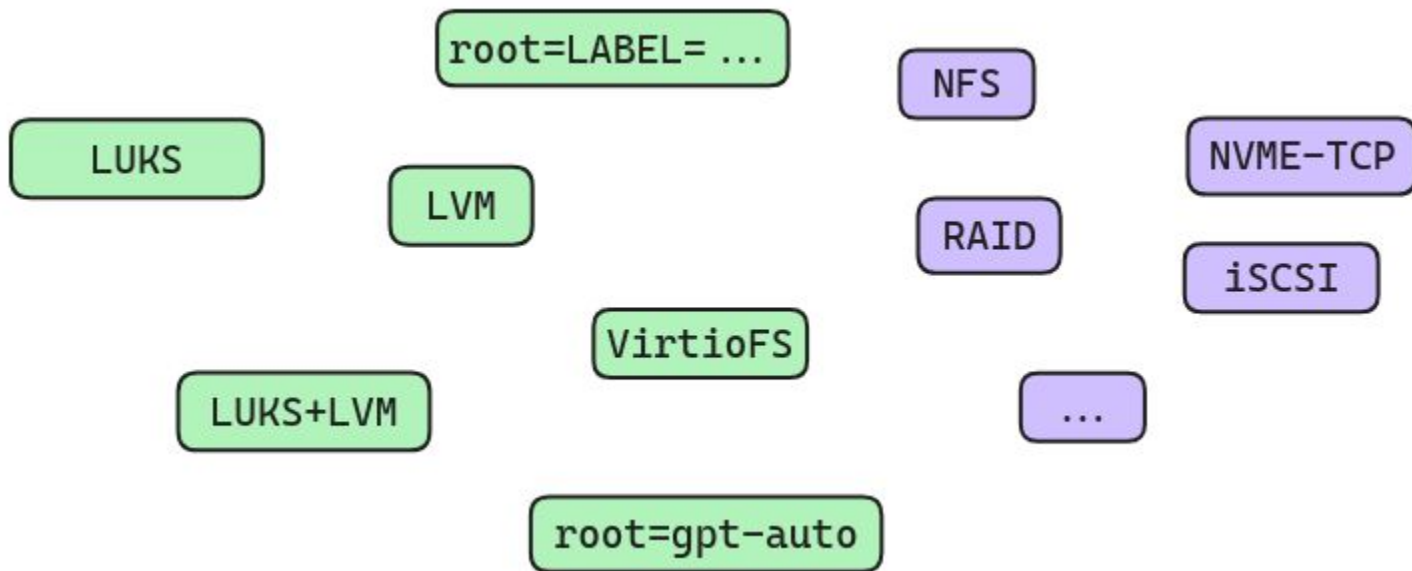 root=LABEL= ...
NFS
LUKS
NVME-TCP
LVM
RAID
iSCSI
VirtioFS
LUKS+LVM
...
root=gpt-auto